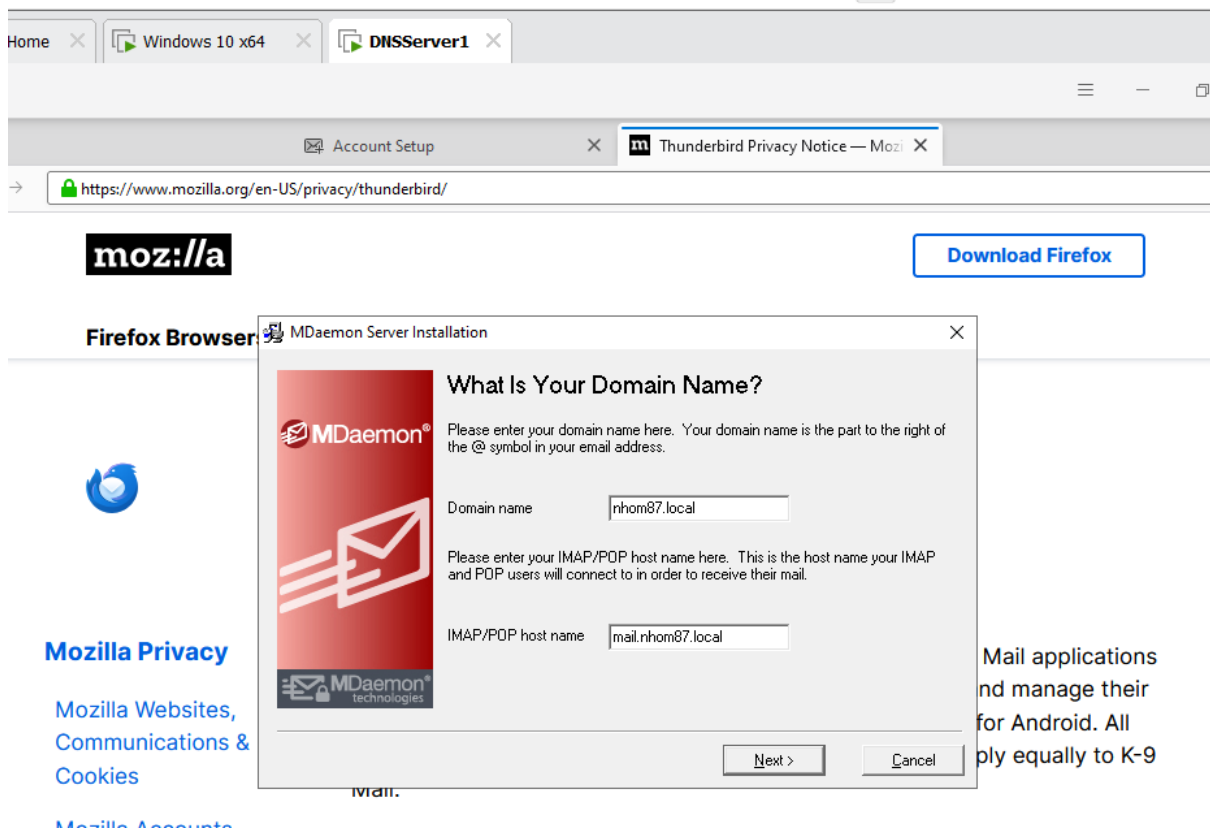 Home
Windows 10 x64
DNSServer1
Account Setup
Thunderbird Privacy Notice — Mozi
https://www.mozilla.org/en-US/privacy/thunderbird/
moz://a
Download Firefox
Firefox Browsers
MDaemon Server Installation
What Is Your Domain Name?
MDaemon®
Please enter your domain name here. Your domain name is the part to the right of
the @ symbol in your email address.
Domain name
nhom87.local
Please enter your IMAP/POP host name here. This is the host name your IMAP
and POP users will connect to in order to receive their mail.
IMAP/POP host name
mail.nhom87.local
MDaemon®
technologies
Next >
Cancel
Mozilla Privacy
Mozilla Websites,
Communications &
Cookies
Mail applications
nd manage their
for Android. All
ply equally to K-9
Mail.
Mozilla Accounts